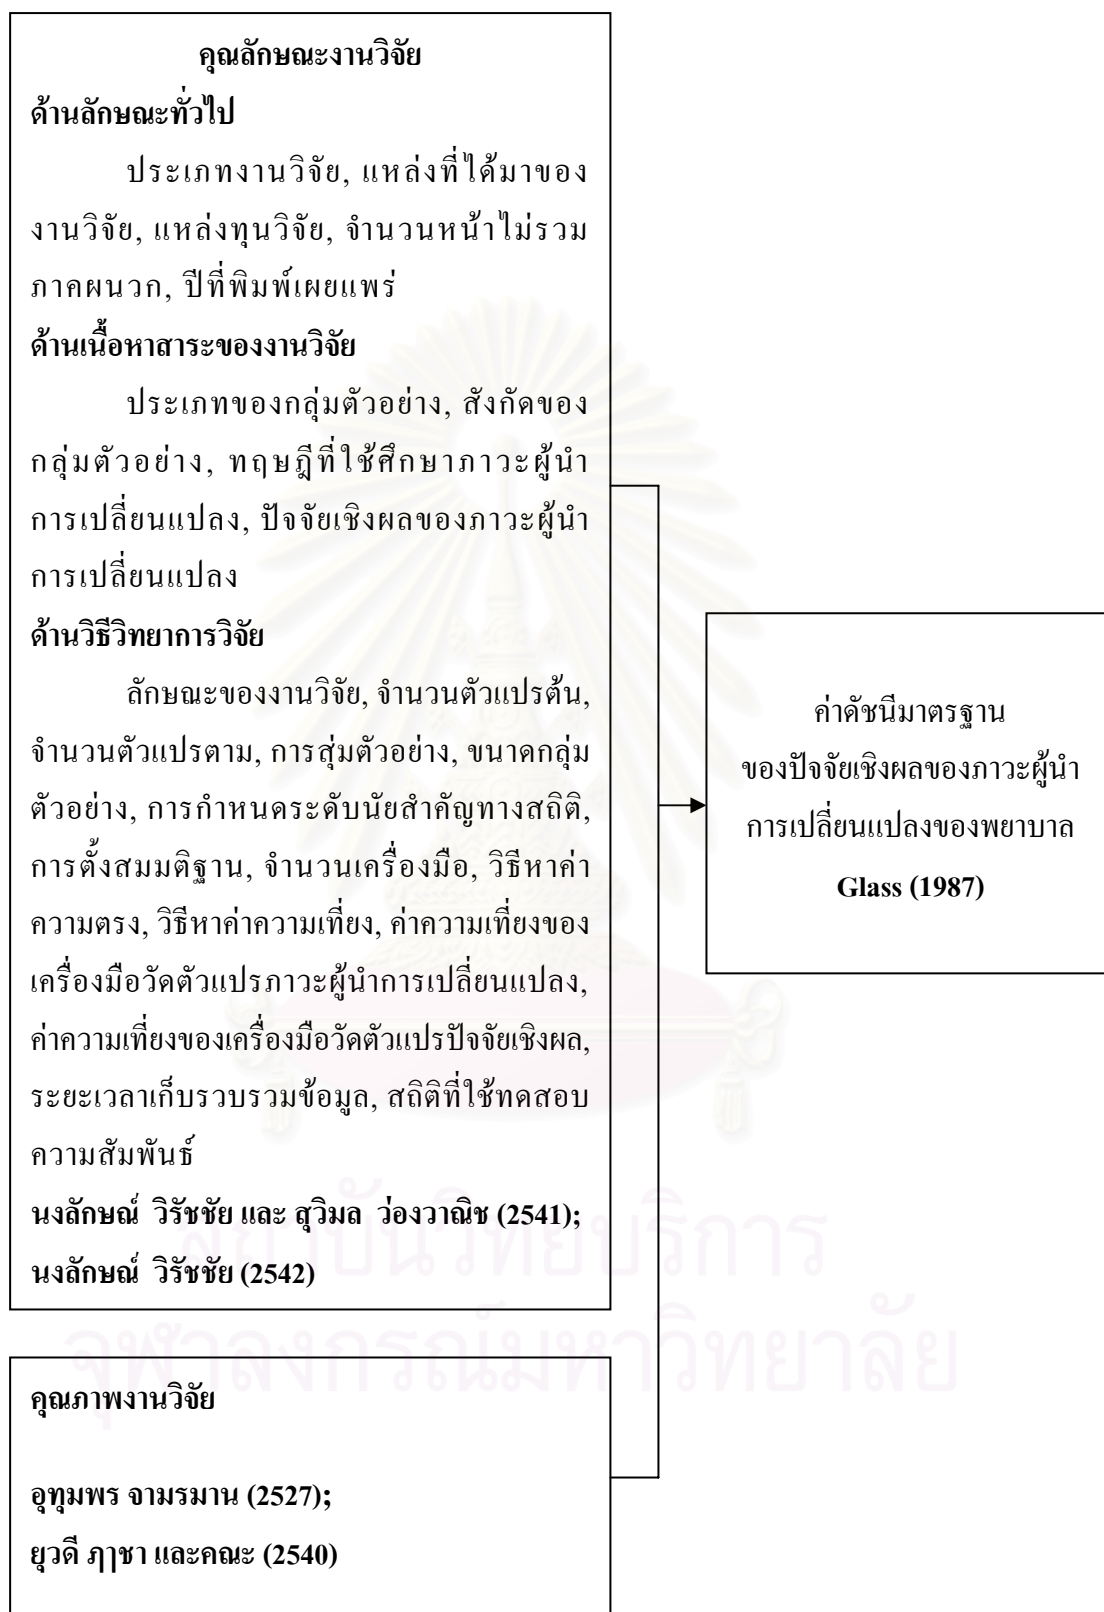 คุณลักษณะงานวิจัย
ด้านลักษณะทั่วไป
ประเภทงานวิจัย, แหล่งที่ได้มาของ
งานวิจัย, แหล่งทุนวิจัย, จำนวนหน้าไม่รวม
ภาคผนวก, ปีที่พิมพ์เผยแพร่
ด้านเนื้อหาสาระของงานวิจัย
ประเภทของกลุ่มตัวอย่าง, สังกัดของ
กลุ่มตัวอย่าง, ทฤษฎีที่ใช้ศึกษาภาวะผู้นำ
การเปลี่ยนแปลง, ปัจจัยเชิงผลของภาวะผู้นำ
การเปลี่ยนแปลง
ด้านวิธีวิทยาการวิจัย
ลักษณะของงานวิจัย, จำนวนตัวแปรต้น,
จำนวนตัวแปรตาม, การสุ่มตัวอย่าง, ขนาดกลุ่ม
ตัวอย่าง, การกำหนดระดับนัยสำคัญทางสถิติ,
การตั้งสมมติฐาน, จำนวนเครื่องมือ, วิธีหาค่า
ความตรง, วิธีหาค่าความเที่ยง, ค่าความเที่ยงของ
เครื่องมือวัดตัวแปรภาวะผู้นำการเปลี่ยนแปลง,
ค่าความเที่ยงของเครื่องมือวัดตัวแปรปัจจัยเชิงผล,
ระยะเวลาเก็บรวบรวมข้อมูล, สถิติที่ใช้ทดสอบ
ความสัมพันธ์
นงลักษณ์ วิรัชชัย และ สุวิมล ว่องวาณิช (2541);
นงลักษณ์ วิรัชชัย (2542)
ค่าดัชนีมาตรฐาน
ของปัจจัยเชิงผลของภาวะผู้นำ
การเปลี่ยนแปลงของพยาบาล
Glass (1987)
คุณภาพงานวิจัย
อุทุมพร จามรมาน (2527);
ยุวดี ฦๅชา และคณะ (2540)
สถาบันวิทยบริการ
จุฬาลงกรณ์มหาวิทยาลัย